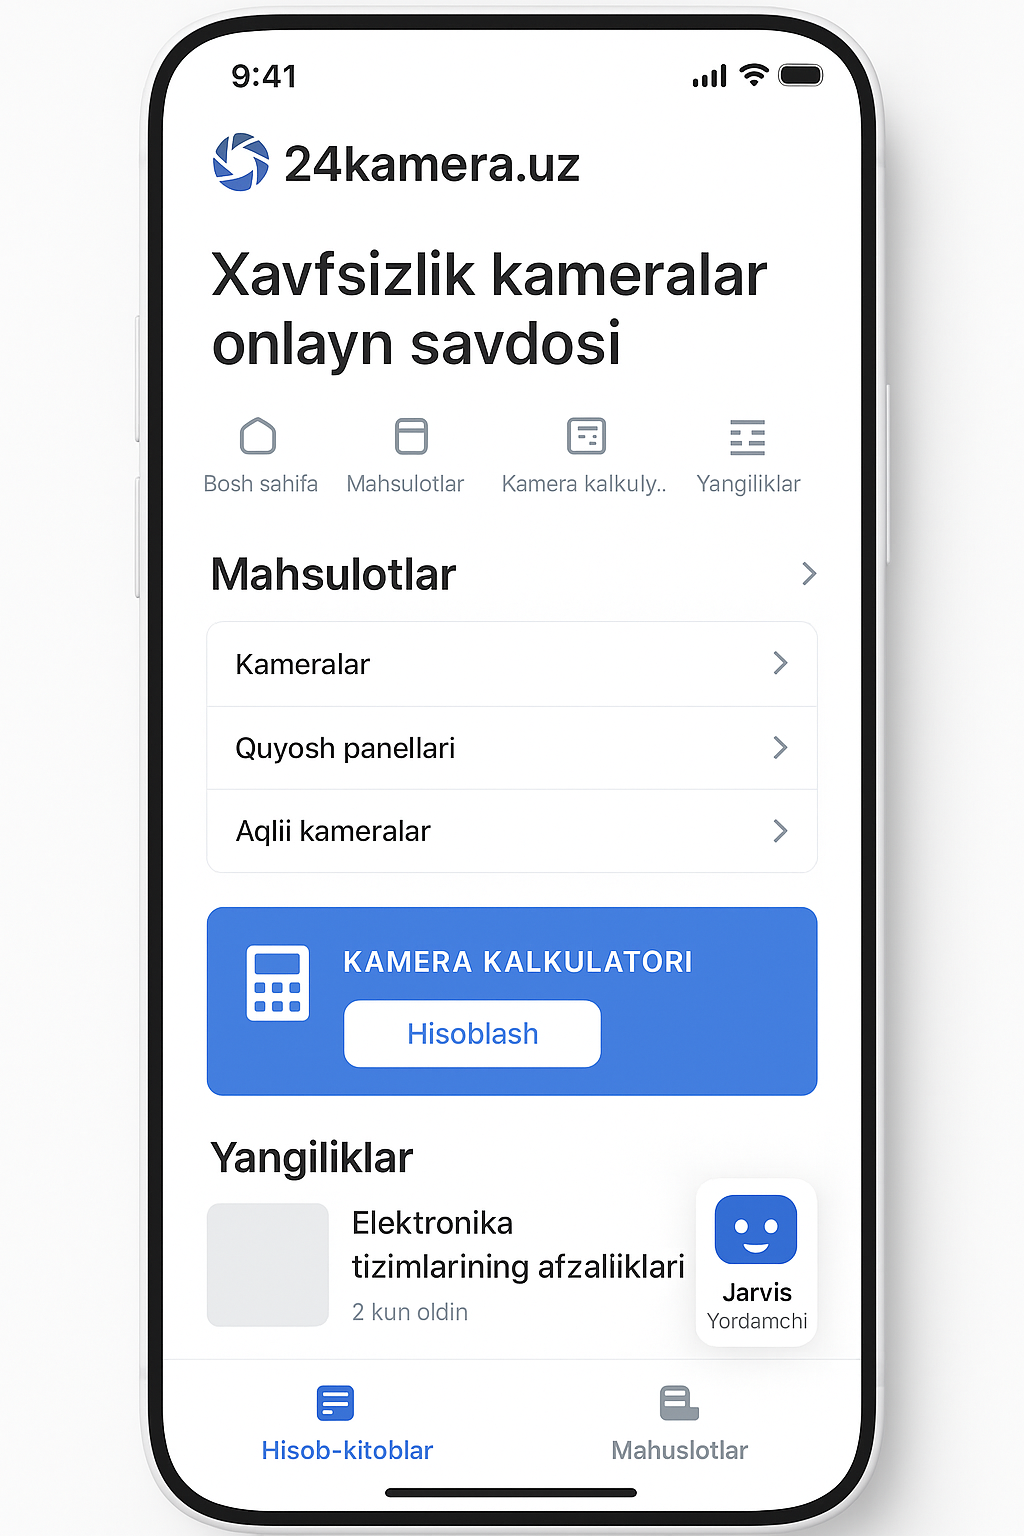 9:41
24kamera.uz
Xavfsizlik kameralar
onlayn savdosi
Bosh sahifa
Mahsulotlar
Kamera kalkuly..
Yangiliklar
Mahsulotlar
Kameralar
Quyosh panellari
Aqlii kameralar
KAMERA KALKULATORI
Hisoblash
Yangiliklar
Elektronika
tizimlarining afzaliiklari
2 kun oldin
Jarvis
Yordamchi
Hisob-kitoblar
Mahuslotlar